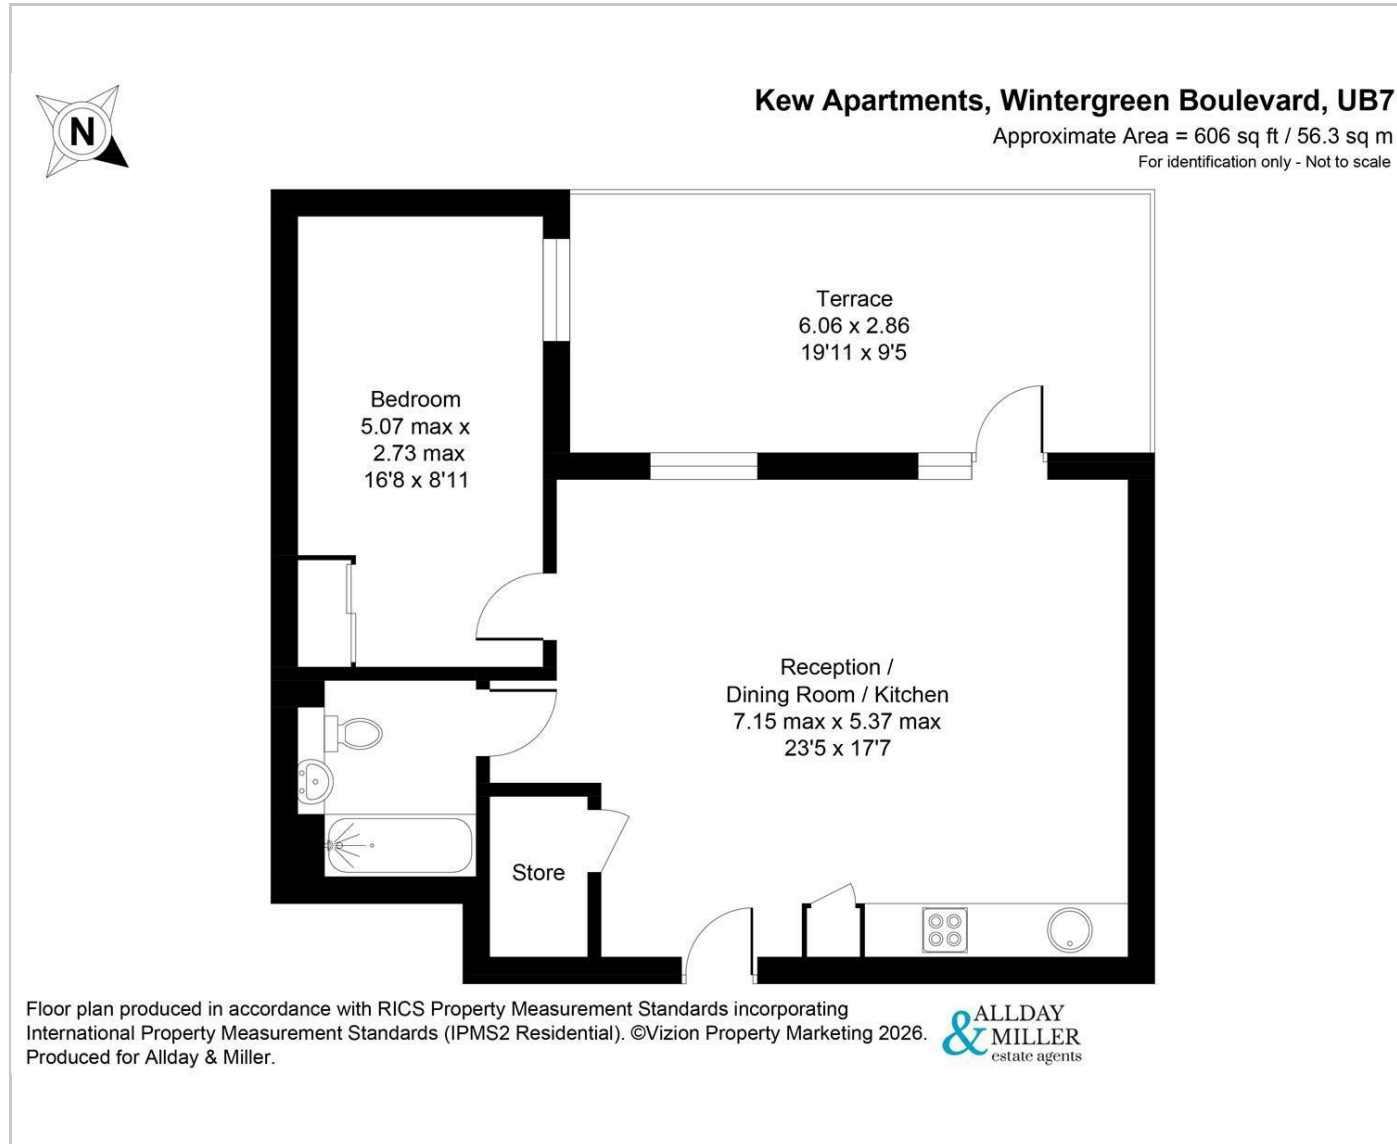 N
Kew Apartments, Wintergreen Boulevard, UB7
Approximate Area = 606 sq ft / 56.3 sq m
For identification only - Not to scale
Terrace
6.06 x 2.86
19'11 x 9'5
Bedroom
5.07 max x
2.73 max
16'8 x 8'11
Reception /
Dining Room / Kitchen
7.15 max x 5.37 max
23'5 x 17'7
Store
Floor plan produced in accordance with RICS Property Measurement Standards incorporating
International Property Measurement Standards (IPMS2 Residential). ©Vizion Property Marketing 2026.
Produced for Allday & Miller.
ALLDAY
& MILLER
estate agents